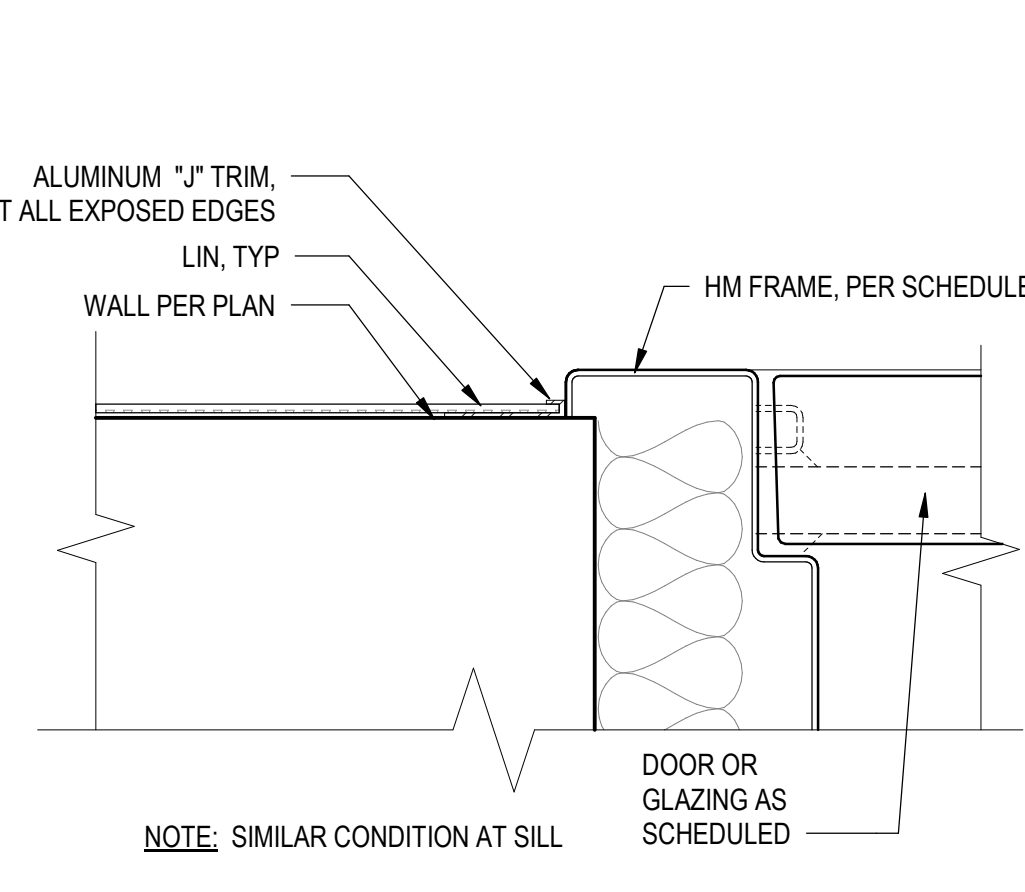 ALUMINUM "J" TRIM,
T ALL EXPOSED EDGES
LIN, TYP
WALL PER PLAN
HM FRAME, PER SCHEDULE
DOOR OR
GLAZING AS
SCHEDULED
NOTE: SIMILAR CONDITION AT SILL